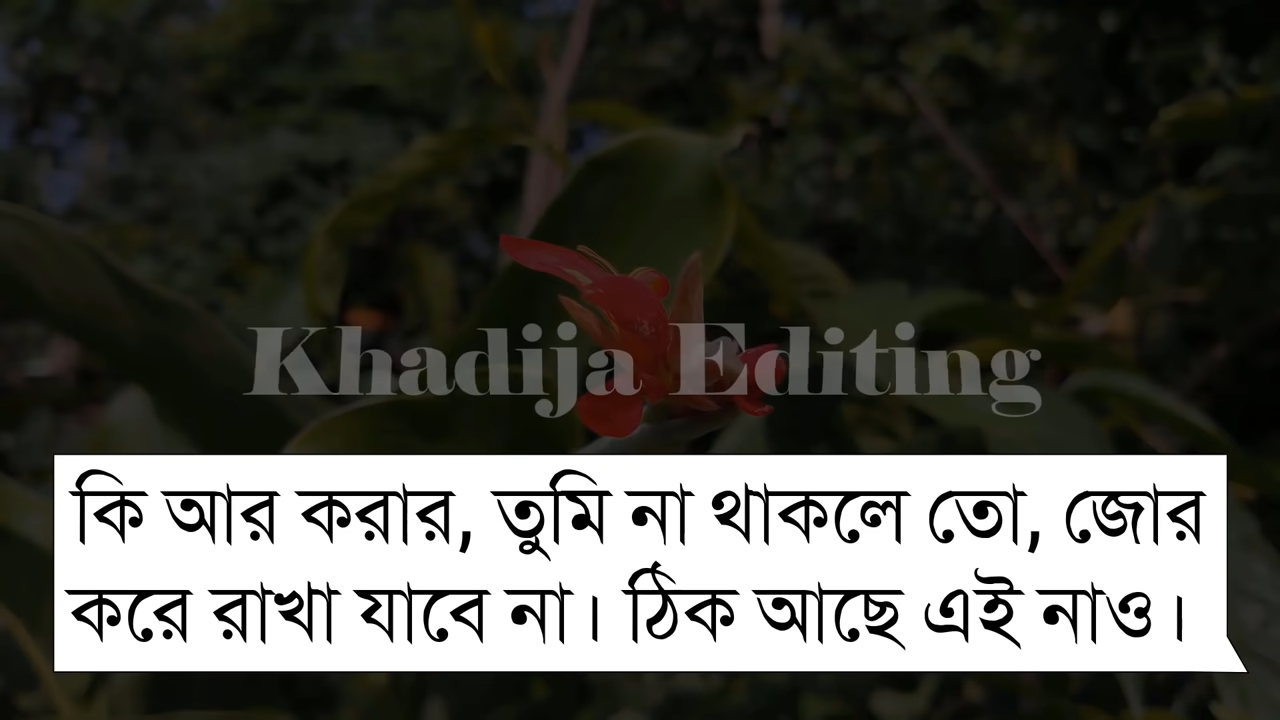 Khadija Editing
কি আর করার, তুমি না থাকলে তো, জোর
করে রাখা যাবে না। ঠিক আছে এই নাও।